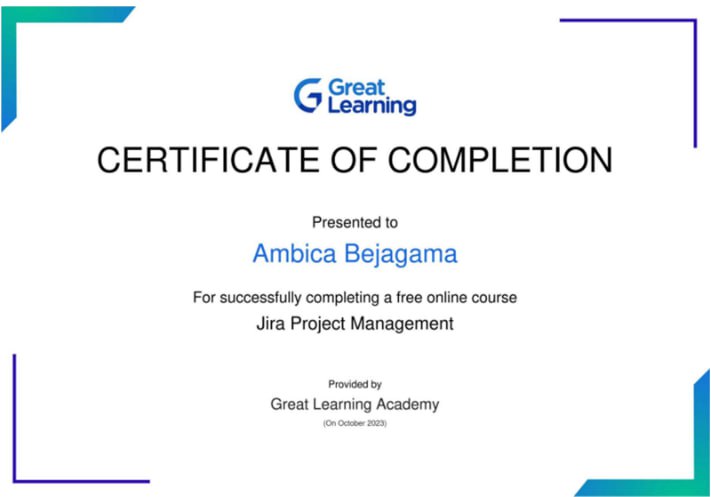 Great
Learning
CERTIFICATE OF COMPLETION
Presented to
Ambica Bejagama
For successfully completing a free online course
Jira Project Management
Provided by
Great Learning Academy
(On October 2023)